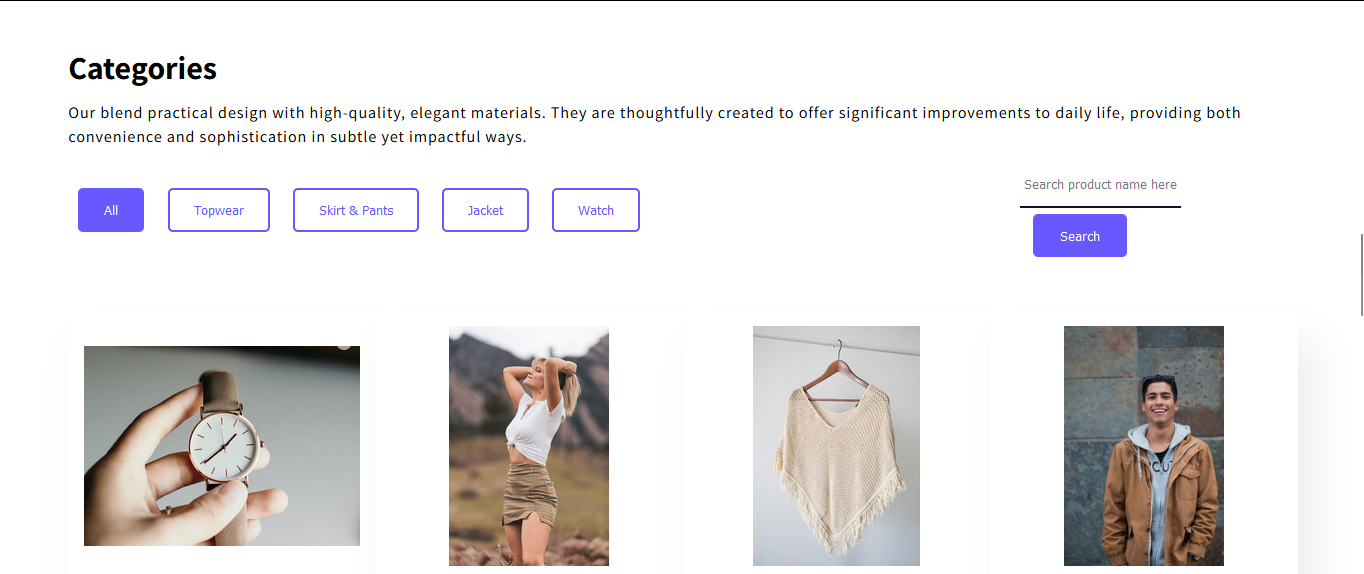 Categories
Our blend practical design with high-quality, elegant materials. They are thoughtfully created to offer significant improvements to daily life, providing both
convenience and sophistication in subtle yet impactful ways.
Search product name here
All
Topwear
Skirt & Pants
Jacket
Watch
Search